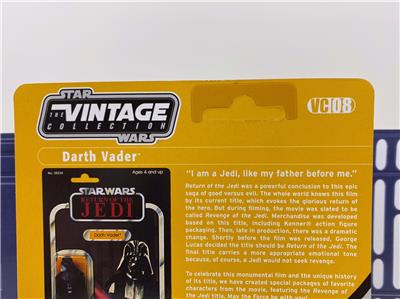 STAR
THE VINTAGE
COLLECTION
WARS
VC08
Darth Vader™
No. 38230
Ages 4 and up
STAR WARS
RETURN OF THE
JEDI
Darth Vader
"I am a Jedi, like my father before me."
Return of the Jedi was a powerful conclusion to this epic
saga of good versus evil. The whole world knows this film
by its current title, which evokes the glorious return of
the hero. But during filming, the movie was slated to be
called Revenge of the Jedi. Merchandise was developed
based on this title, including Kenner® action figure
packaging. Then, late in production, there was a dramatic
change. Shortly before the film was released, George
Lucas decided the title should be Return of the Jedi. The
final title carries a more appropriate emotional tone
because, of course, a Jedi would not seek revenge.
To celebrate this monumental film and the unique history
of its title, we have created special packages of favorite
characters from the movie, featuring the Revenge of
the Jedi title. May the Force be with you!